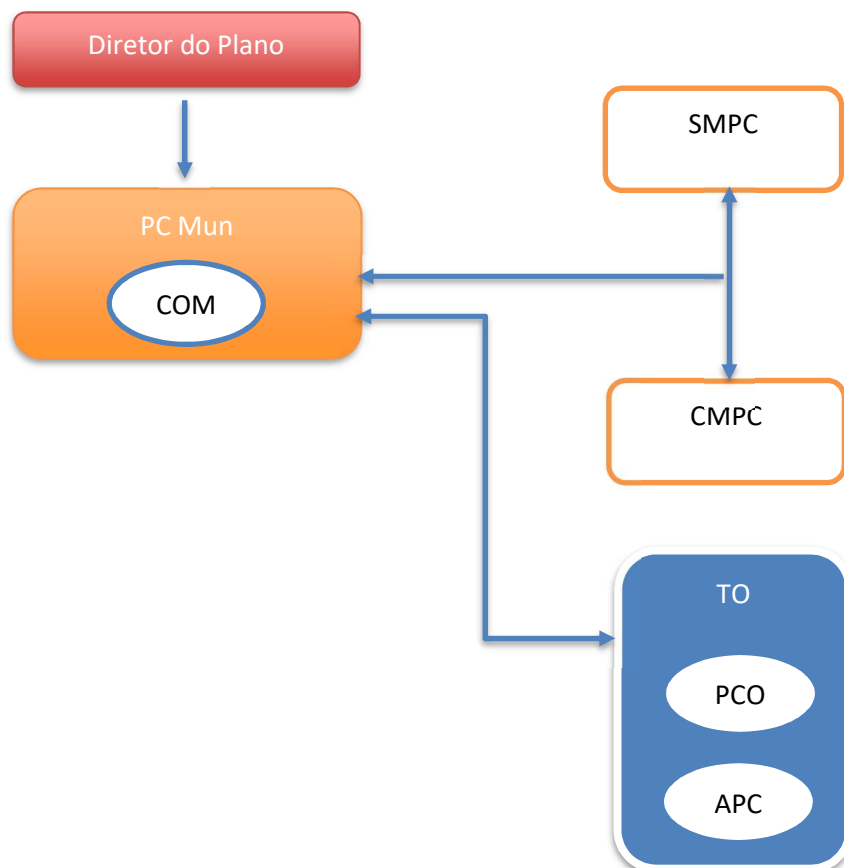 Diretor do Plano
SMPC
PC Mun
COM
CMPC
TO
PCO
APC